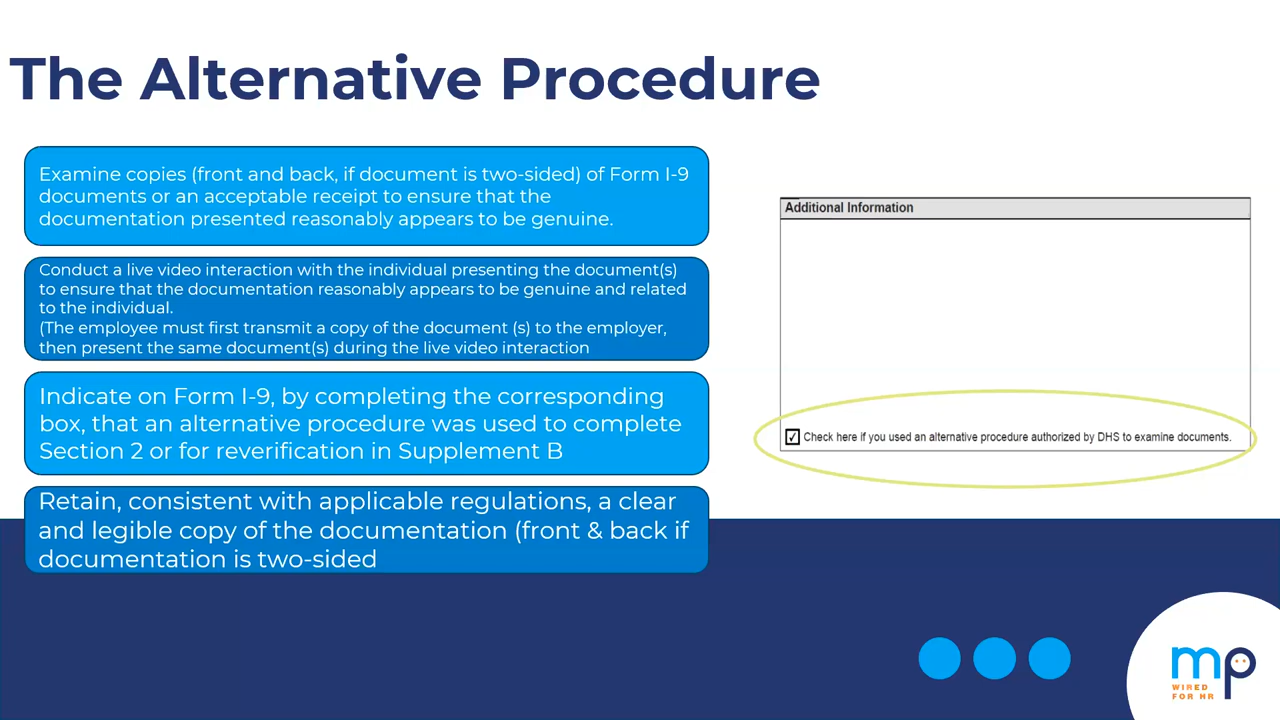 The Alternative Procedure
Examine copies (front and back, if document is two-sided) of Form I-9
documents or an acceptable receipt to ensure that the
documentation presented reasonably appears to be genuine.
Conduct a live video interaction with the individual presenting the document(s)
to ensure that the documentation reasonably appears to be genuine and related
to the individual.
(The employee must first transmit a copy of the document (s) to the employer,
then present the same document(s) during the live video interaction
Indicate on Form I-9, by completing the corresponding
box, that an alternative procedure was used to complete
Section 2 or for reverification in Supplement B
Retain, consistent with applicable regulations, a clear
and legible copy of the documentation (front & back if
documentation is two-sided
Additional Information
Check here if you used an alternative procedure authorized by DHS to examine documents.
mp
WIRED
FOR HR